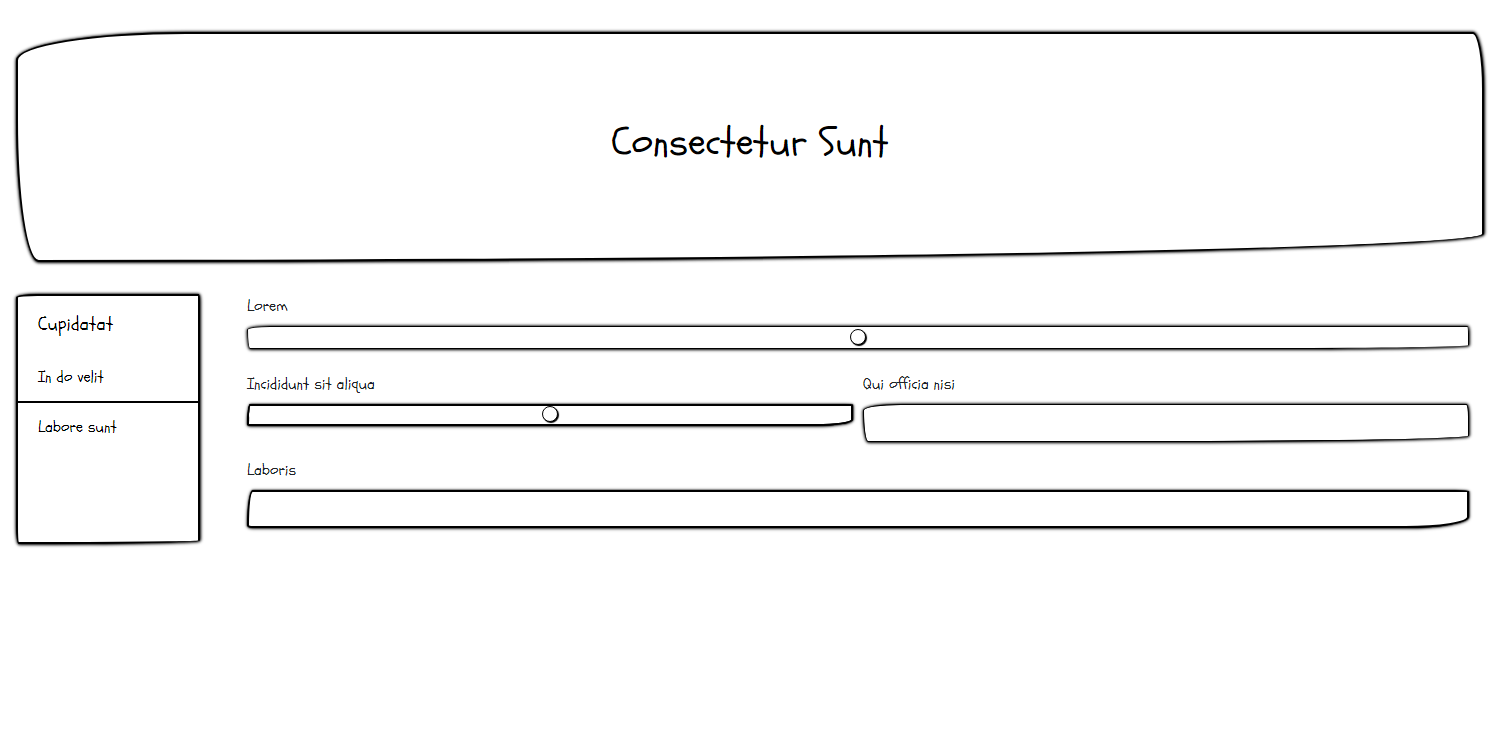 Consectetur Sunt
Cupidatat
In do velit
Labore sunt
Lorem
Incididunt sit aliqua
Qui officia nisi
Laboris